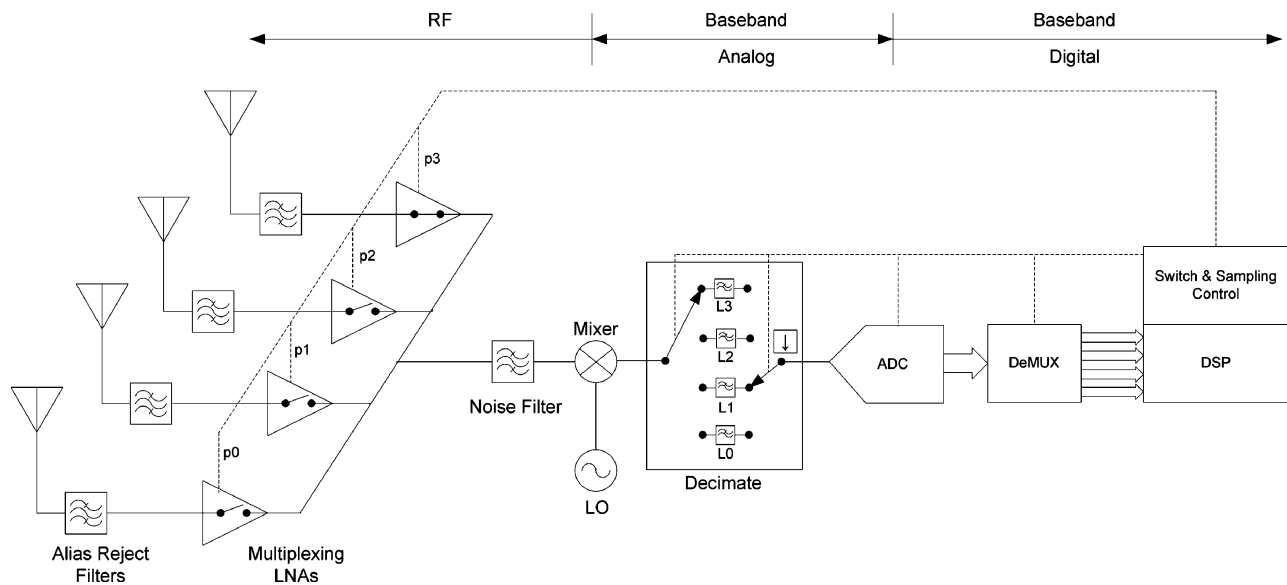 RF
Baseband
Baseband
Analog
Digital
p3
p2
p1
p0
Mixer
Noise Filter
LO
L3
L2
L1
L0
↓
Decimate
ADC
DeMUX
Switch & Sampling
Control
DSP
Alias Reject
Filters
Multiplexing
LNAs